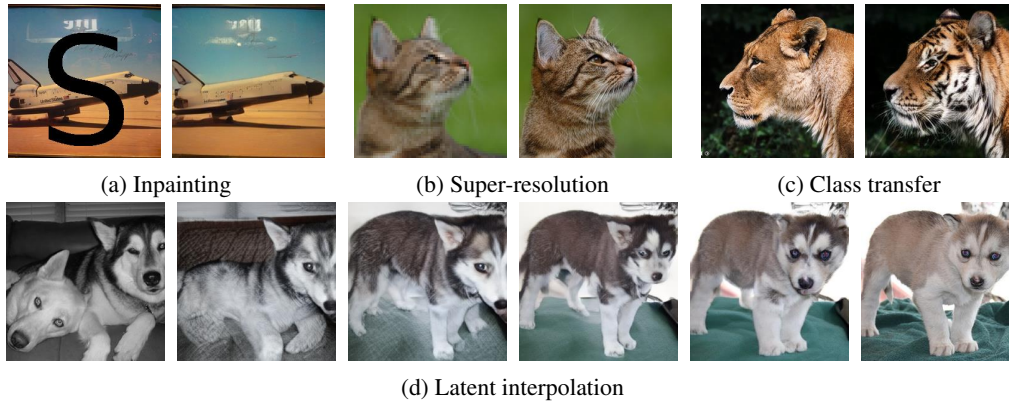 S
(a) Inpainting
(b) Super-resolution
(c) Class transfer
(d) Latent interpolation